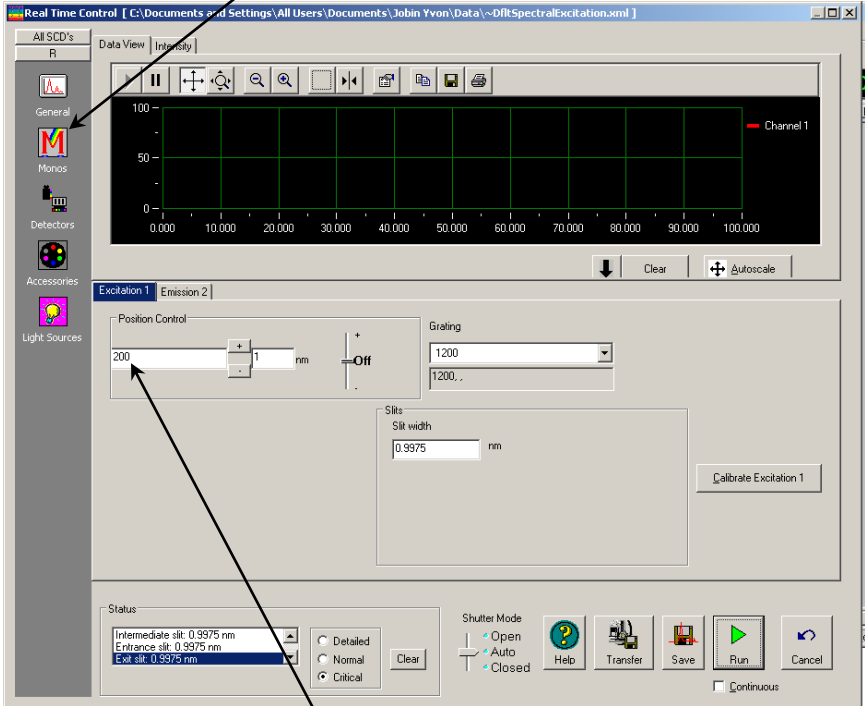 Real Time Control [ C:\Documents and Settings\All Users\Documents\Jobin Yvon\Data\~DfltSpectralExcitation.xml ]
All SCD's
R
General
Monos
Detectors
Accessories
Light Sources
Data View Intensity
100
50
0
0.000 10.000 20.000 30.000 40.000 50.000 60.000 70.000 80.000 90.000 100.000
Channel 1
Clear Autoscale
Excitation 1 Emission 2
Position Control
200 + 1 nm
-
+
Off
-
Grating
1200
1200, ,
Slits
Slit width
0.9975 nm
Calibrate Excitation 1
Status
Intermediate slit: 0.9975 nm
Entrance slit: 0.9975 nm
Exit slit: 0.9975 nm
Detailed
Normal
Critical
Clear
Shutter Mode
Open
Auto
Closed
Help
Transfer
Save
Run
Cancel
Continuous